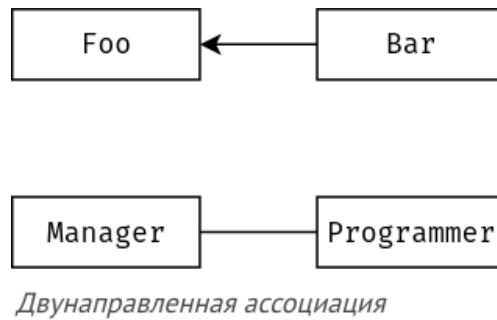 Foo Bar
Manager Programmer
Двунаправленная ассоциация